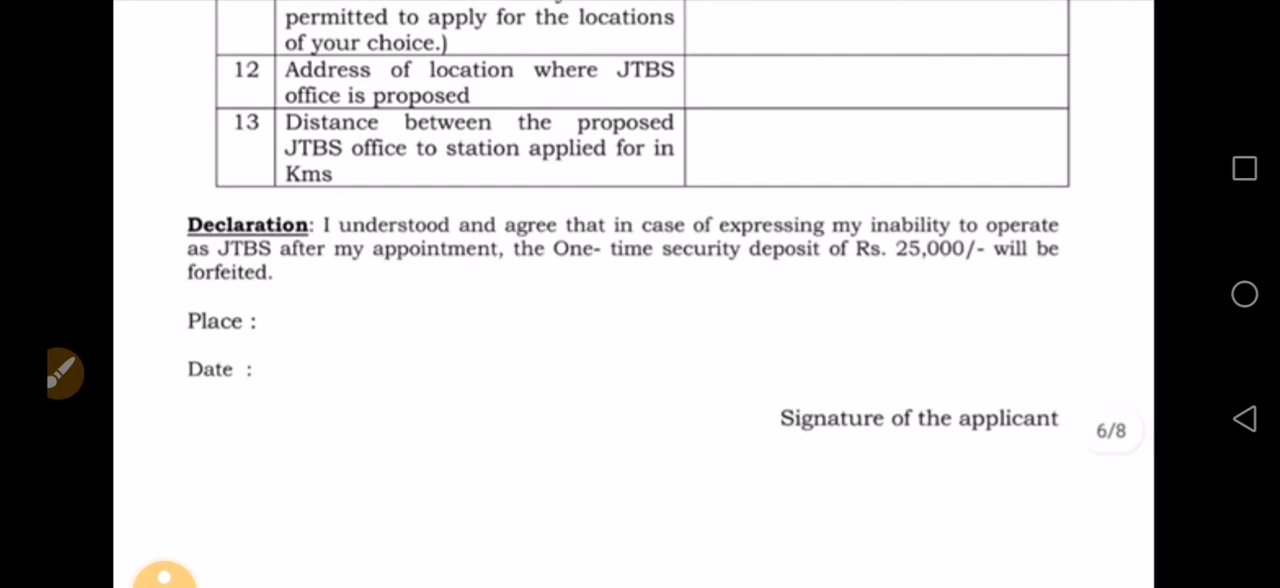 permitted to apply for the locations
of your choice.)
12 Address of location where JTBS
office is proposed
13 Distance between the proposed
JTBS office to station applied for in
Kms
Declaration: I understood and agree that in case of expressing my inability to operate
as JTBS after my appointment, the One- time security deposit of Rs. 25,000/- will be
forfeited.
Place :
Date :
Signature of the applicant
6/8